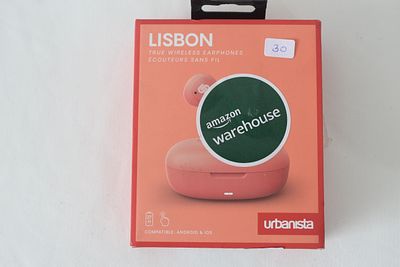 LISBON
TRUE WIRELESS EARPHONES
ÉCOUTEURS SANS FIL
30
amazon
warehouse
urbanista
COMPATIBLE: ANDROID & IOS